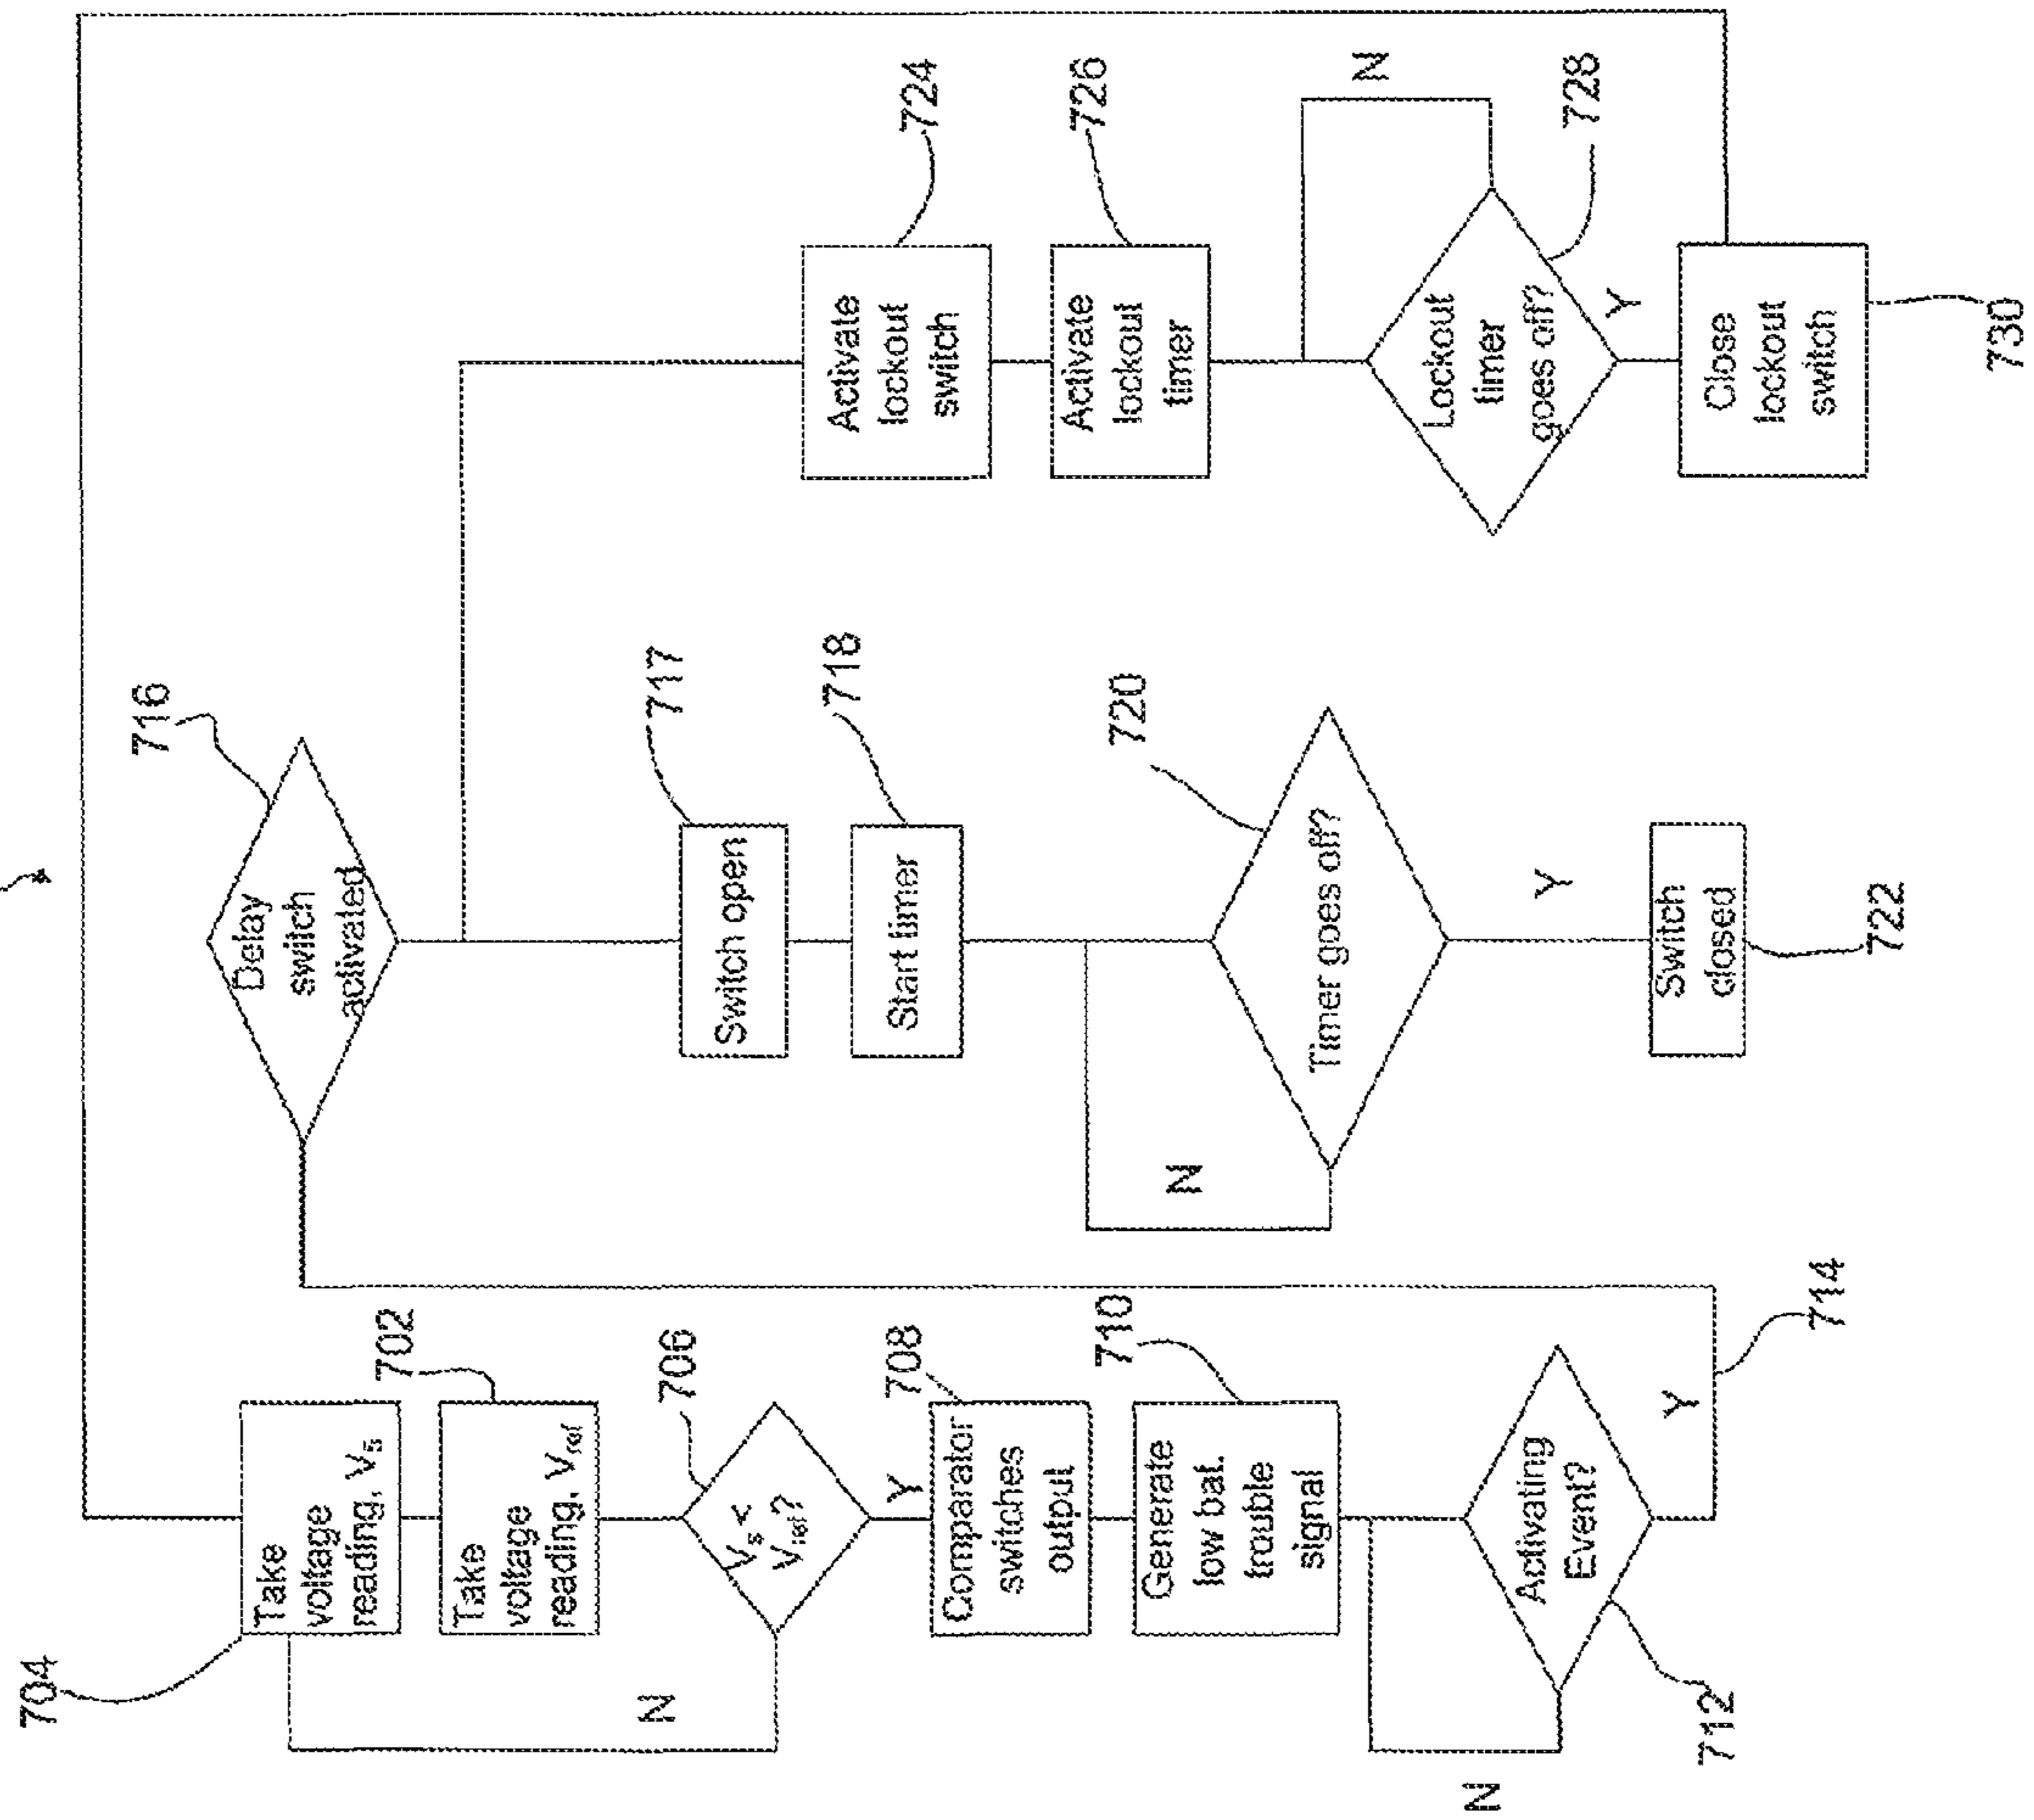 704
Take
voltage
reading, Vs
702
Take
voltage
reading, Vref
706
Vs <
Vref?
N
Y
708
Comparator
switches
output
710
Generate
low bat.
trouble
signal
Activating
Event?
712
N
Y
714
716
Delay
switch
activated
717
Switch open
718
Start timer
720
Timer goes off?
N
Y
Switch
closed
722
724
Activate
lockout
switch
726
Activate
lockout
timer
N
Lockout
timer
goes off?
728
Y
Close
lockout
switch
730